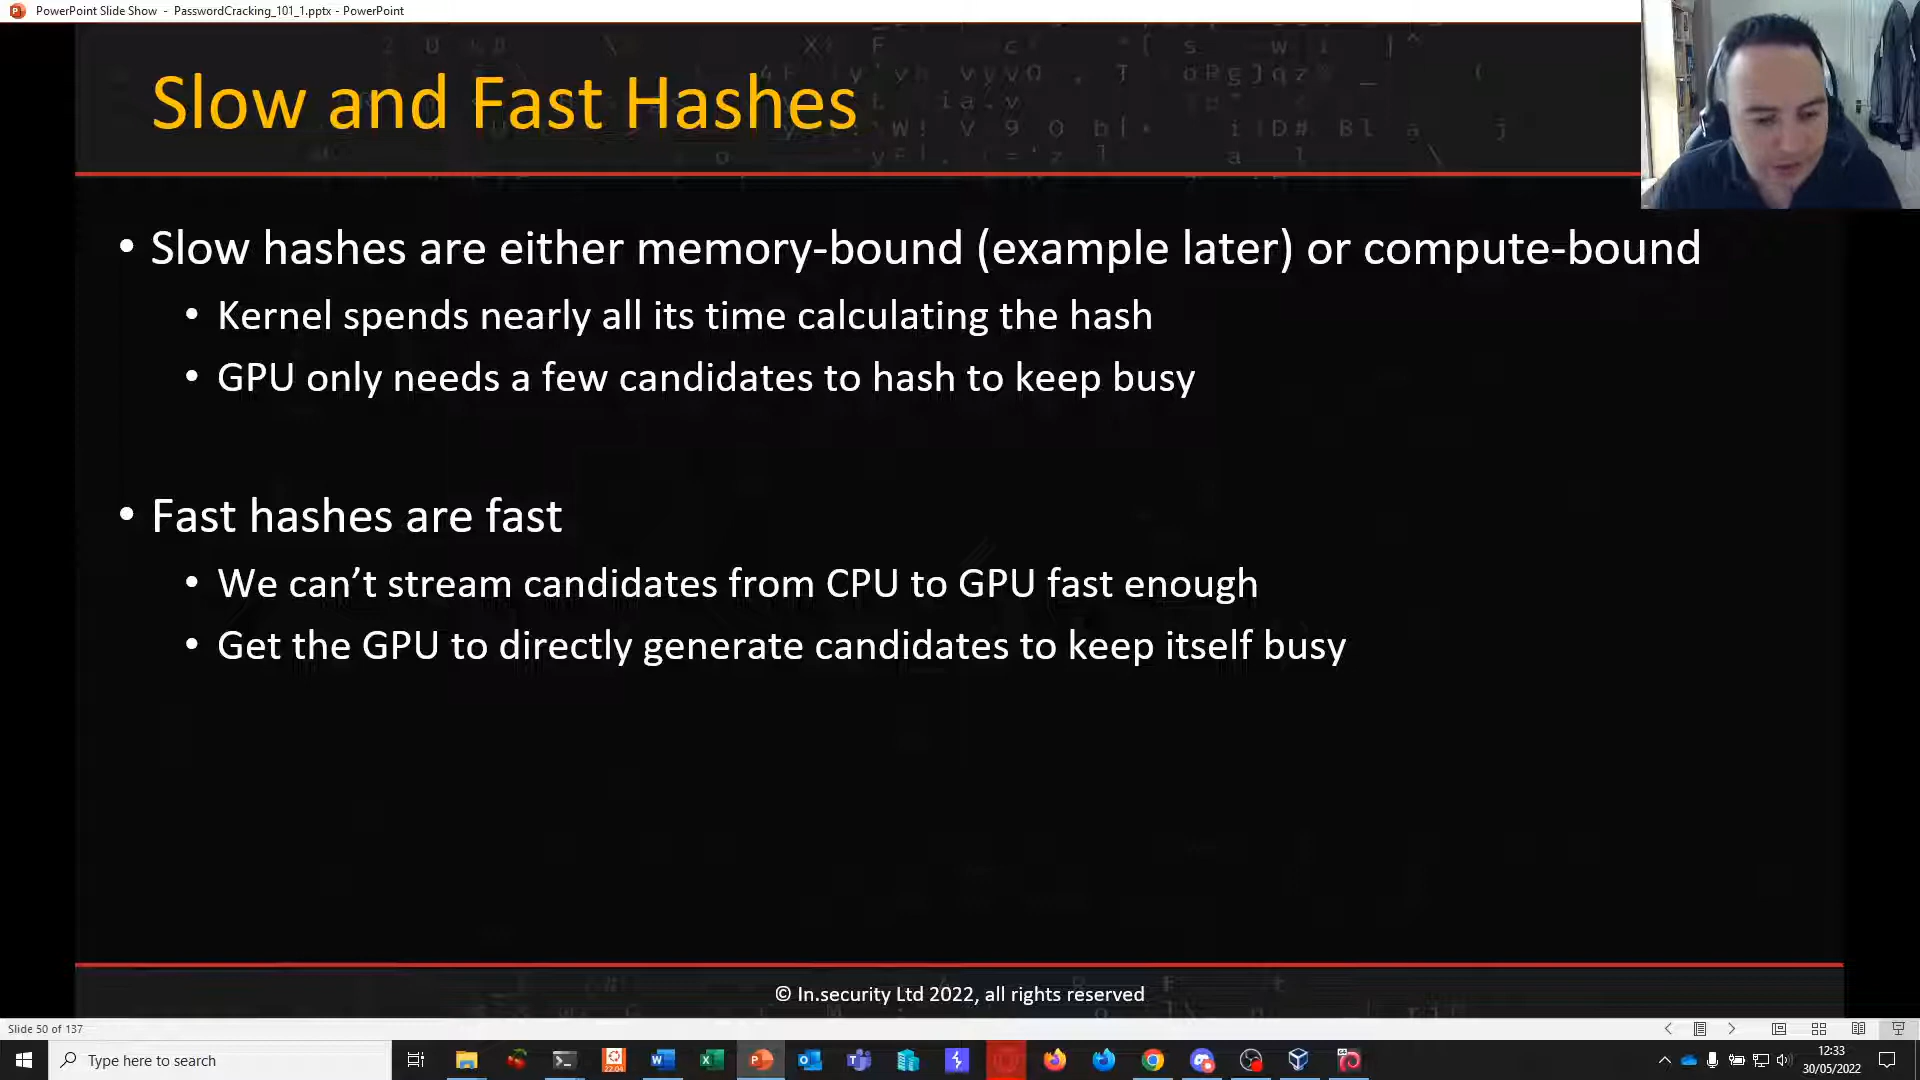 PowerPoint Slide Show - PasswordCracking_101_1.pptx - PowerPoint
Slow and Fast Hashes
• Slow hashes are either memory-bound (example later) or compute-bound
• Kernel spends nearly all its time calculating the hash
• GPU only needs a few candidates to hash to keep busy
• Fast hashes are fast
• We can’t stream candidates from CPU to GPU fast enough
• Get the GPU to directly generate candidates to keep itself busy
© In.security Ltd 2022, all rights reserved
Slide 50 of 137
Type here to search
22.04
12:33
30/05/2022